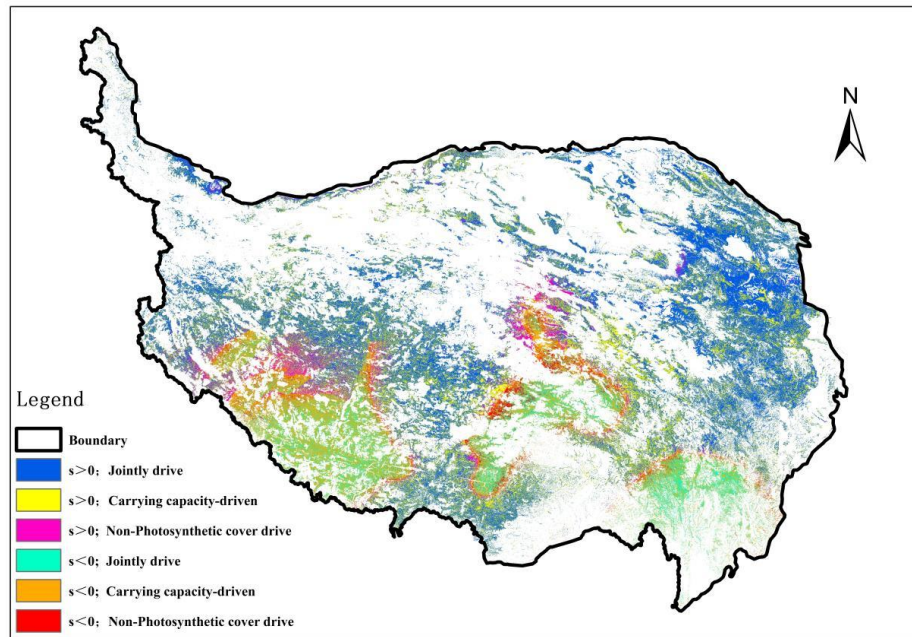 N
Legend
Boundary
s＞0; Jointly drive
s＞0; Carrying capacity-driven
s＞0; Non-Photosynthetic cover drive
s＜0; Jointly drive
s＜0; Carrying capacity-driven
s＜0; Non-Photosynthetic cover drive